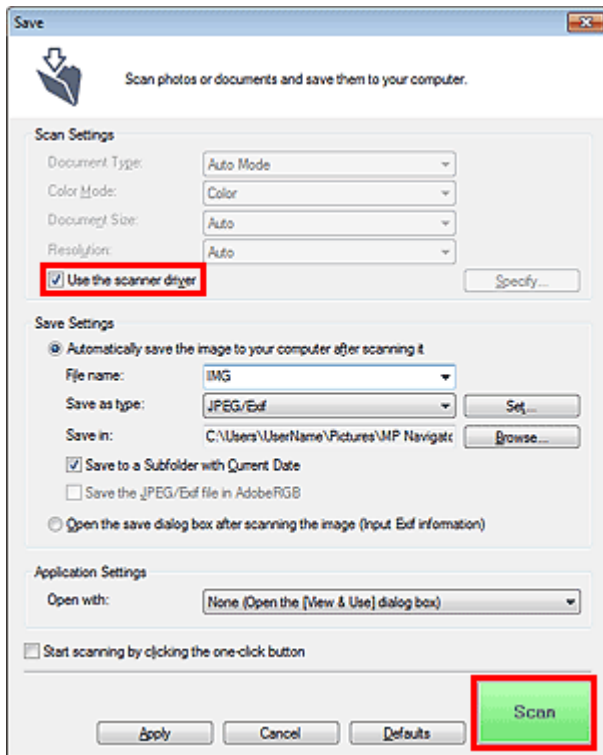 Save
Scan photos or documents and save them to your computer.
Scan Settings
Document Type: Auto Mode
Color Mode: Color
Document Size: Auto
Resolution: Auto
Use the scanner driver Specify...
Save Settings
Automatically save the image to your computer after scanning it
File name: IMG
Save as type: JPEG/Exif Set...
Save in: C:\Users\UserName\Pictures\MP Navigato Browse...
Save to a Subfolder with Current Date
Save the JPEG/Exif file in AdobeRGB
Open the save dialog box after scanning the image (Input Exif information)
Application Settings
Open with: None (Open the [View & Use] dialog box)
Start scanning by clicking the one-click button
Scan
Apply Cancel Defaults